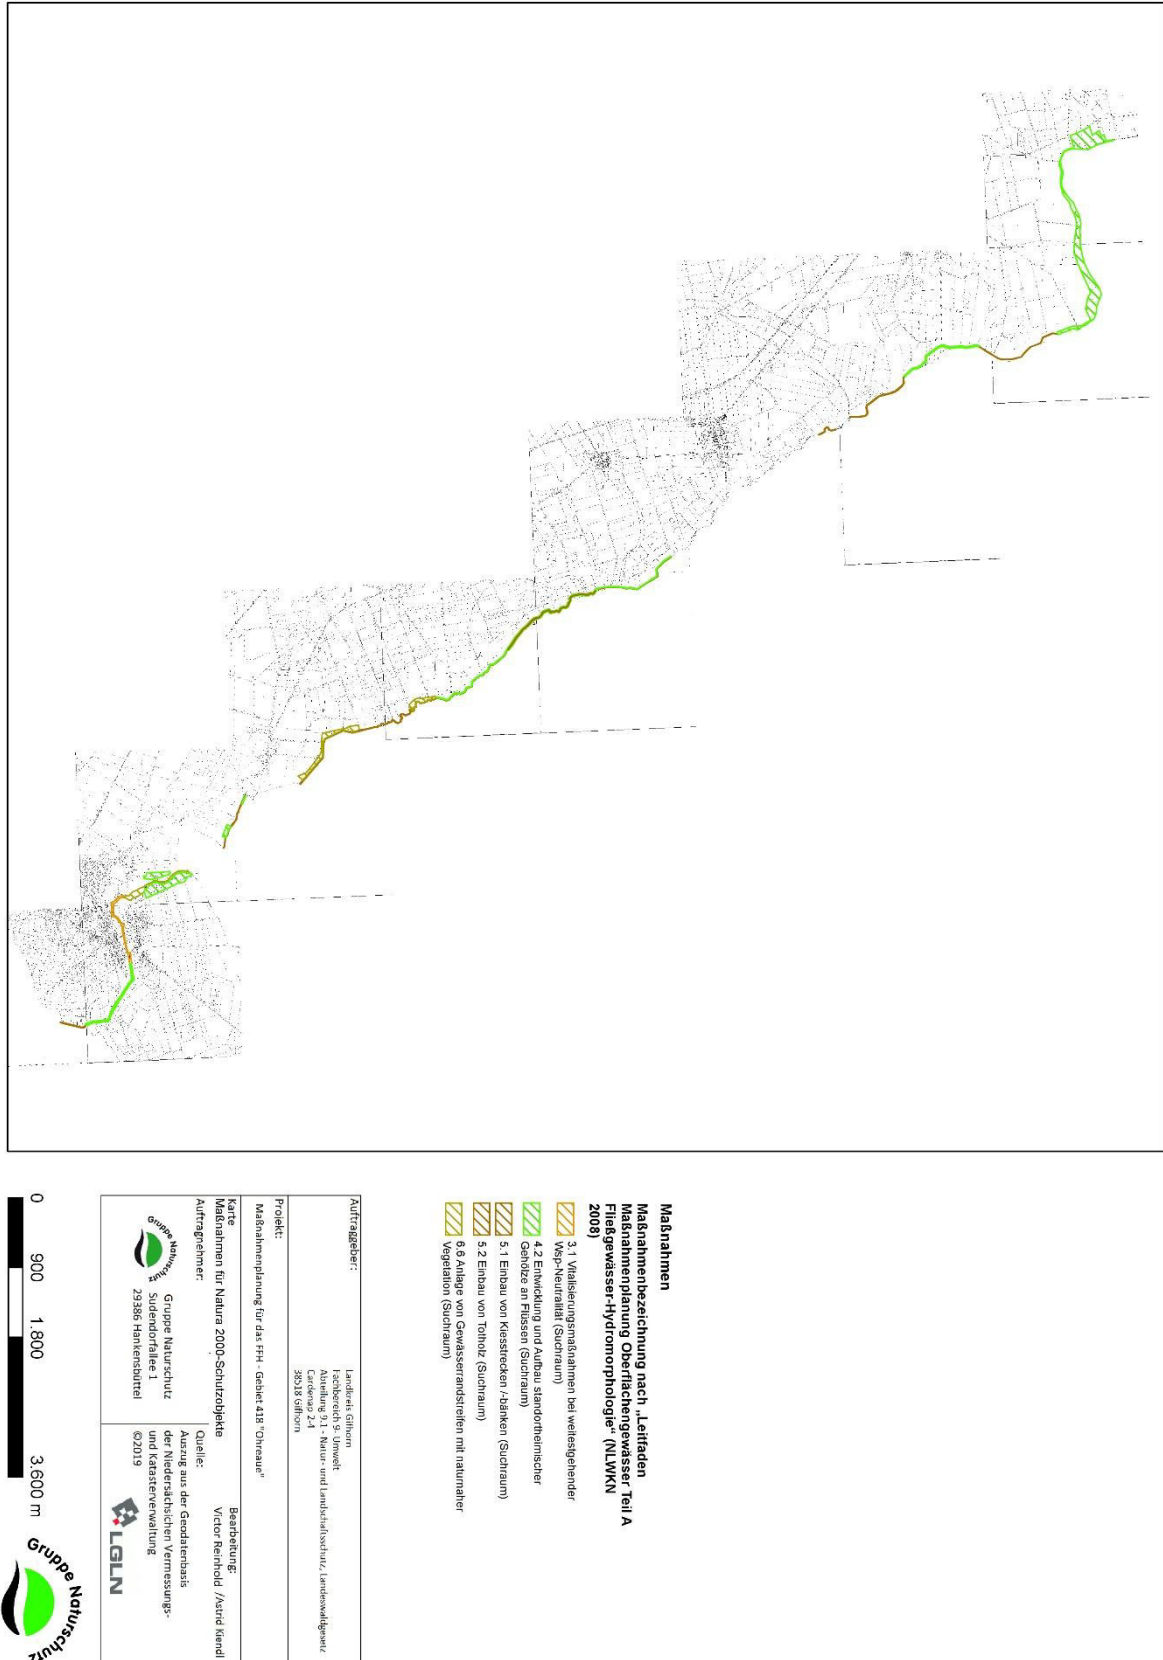 Maßnahmen
Maßnahmenbezeichnung nach „Leitfaden
Maßnahmenplanung Oberflächengewässer Teil A
Fließgewässer-Hydromorphologie“ (NLWKN
2008)
3.1 Vitalisierungsmaßnahmen bei weitestgehender
Wsp-Neutralität (Suchraum)
4.2 Entwicklung und Aufbau standortheimischer
Gehölze an Flüssen (Suchraum)
5.1 Einbau von Kiesstrecken /-bänken (Suchraum)
5.2 Einbau von Totholz (Suchraum)
6.6 Anlage von Gewässerrandstreifen mit naturnaher
Vegetation (Suchraum)
Auftraggeber:
Landkreis Gifhorn
Fachbereich 9- Umwelt
Abteilung 9.1 - Natur- und Landschaftsschutz, Landeswaldgesetz
Cardenap 2-4
38518 Gifhorn
Projekt:
Maßnahmenplanung für das FFH - Gebiet 418 "Ohreaue"
Karte
Maßnahmen für Natura 2000-Schutzobjekte
Bearbeitung:
Victor Reinhold /Astrid Kiendl
Auftragnehmer:
Gruppe Naturschutz
Gruppe Naturschutz
Sudendorfallee 1
29386 Hankensbüttel
Quelle:
Auszug aus der Geodatenbasis
der Niedersächsichen Vermessungs-
und Katasterverwaltung
©2019
LGLN
0 900 1.800 3.600 m
Gruppe Naturschutz